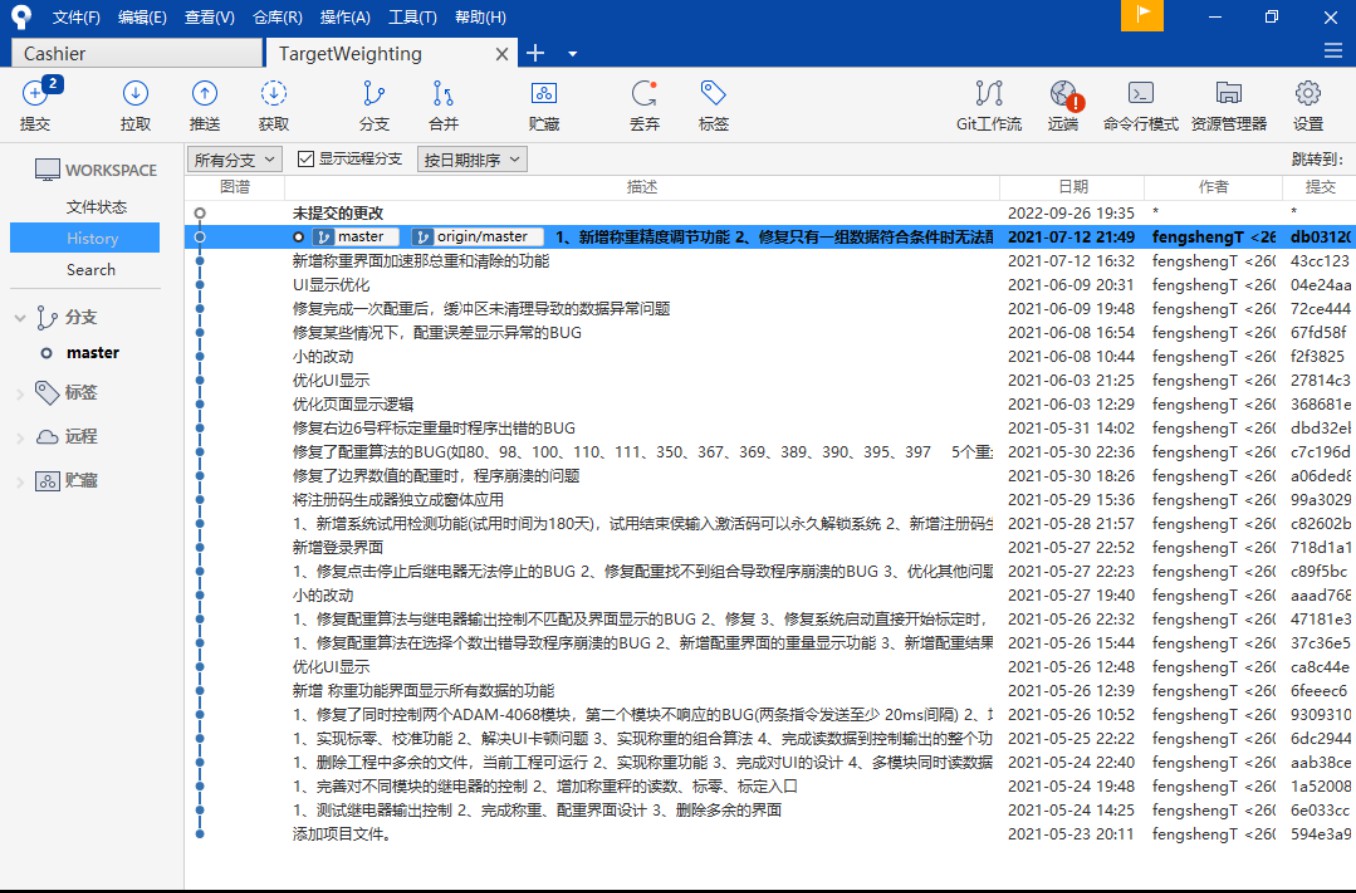 文件(F) 编辑(E) 查看(V) 仓库(R) 操作(A) 工具(T) 帮助(H)
Cashier TargetWeighting
2
提交 拉取 推送 获取 分支 合并 贮藏 丢弃 标签 Git工作流 远端 命令行模式 资源管理器 设置
所有分支 显示远程分支 按日期排序 跳转到:
WORKSPACE
文件状态
History
Search
分支
master
标签
远程
贮藏
图谱 描述 日期 作者 提交
未提交的更改 2022-09-26 19:35 * *
master origin/master 1、新增称重精度调节功能 2、修复只有一组数据符合条件时无法 2021-07-12 21:49 fengshengT <26 db03120
新增称重界面加速那总重和清除的功能 2021-07-12 16:32 fengshengT <26 43cc123
UI显示优化 2021-06-09 20:31 fengshengT <26 04e24aa
修复完成一次配重后，缓冲区未清理导致的数据异常问题 2021-06-09 19:48 fengshengT <26 72ce444
修复某些情况下，配重误差显示异常的BUG 2021-06-08 16:54 fengshengT <26 67fd58f
小的改动 2021-06-08 10:44 fengshengT <26 f2f3825
优化UI显示 2021-06-03 21:25 fengshengT <26 27814c3
优化页面显示逻辑 2021-06-03 12:29 fengshengT <26 368681e
修复右边6号秤标定重量时程序出错的BUG 2021-05-31 14:02 fengshengT <26 dbd32eb
修复了配重算法的BUG(如80、98、100、110、111、350、367、369、389、390、395、397 5个重 2021-05-30 22:36 fengshengT <26 c7c196d
修复了边界数值的配重时，程序崩溃的问题 2021-05-30 18:26 fengshengT <26 a06ded8
将注册码生成器独立成窗体应用 2021-05-29 15:36 fengshengT <26 99a3029
1、新增系统试用检测功能(试用时间为180天)，试用结束侯输入激活码可以永久解锁系统 2、新增注册码生 2021-05-28 21:57 fengshengT <26 c82602b
新增登录界面 2021-05-27 22:52 fengshengT <26 718d1a1
1、修复点击停止后继电器无法停止的BUG 2、修复配重找不到组合导致程序崩溃的BUG 3、优化其他问题 2021-05-27 22:23 fengshengT <26 c89f5bc
小的改动 2021-05-27 19:40 fengshengT <26 aaad768
1、修复配重算法与继电器输出控制不匹配及界面显示的BUG 2、修复 3、修复系统启动直接开始标定时， 2021-05-26 22:32 fengshengT <26 47181e3
1、修复配重算法在选择个数出错导致程序崩溃的BUG 2、新增配重界面的重量显示功能 3、新增配重结果 2021-05-26 15:44 fengshengT <26 37c36e5
优化UI显示 2021-05-26 12:48 fengshengT <26 ca8c44e
新增 称重功能界面显示所有数据的功能 2021-05-26 12:39 fengshengT <26 6feeec6
1、修复了同时控制两个ADAM-4068模块，第二个模块不响应的BUG(两条指令发送至少 20ms间隔) 2、 2021-05-26 10:52 fengshengT <26 9309310
1、实现标零、校准功能 2、解决UI卡顿问题 3、实现称重的组合算法 4、完成读数据到控制输出的整个功 2021-05-25 22:22 fengshengT <26 6dc2944
1、删除工程中多余的文件，当前工程可运行 2、实现称重功能 3、完成对UI的设计 4、多模块同时读数据 2021-05-24 22:40 fengshengT <26 aab38ce
1、完善对不同模块的继电器的控制 2、增加称重秤的读数、标零、标定入口 2021-05-24 19:48 fengshengT <26 1a52008
1、测试继电器输出控制 2、完成称重、配重界面设计 3、删除多余的界面 2021-05-24 14:25 fengshengT <26 6e033cc
添加项目文件。 2021-05-23 20:11 fengshengT <26 594e3a9